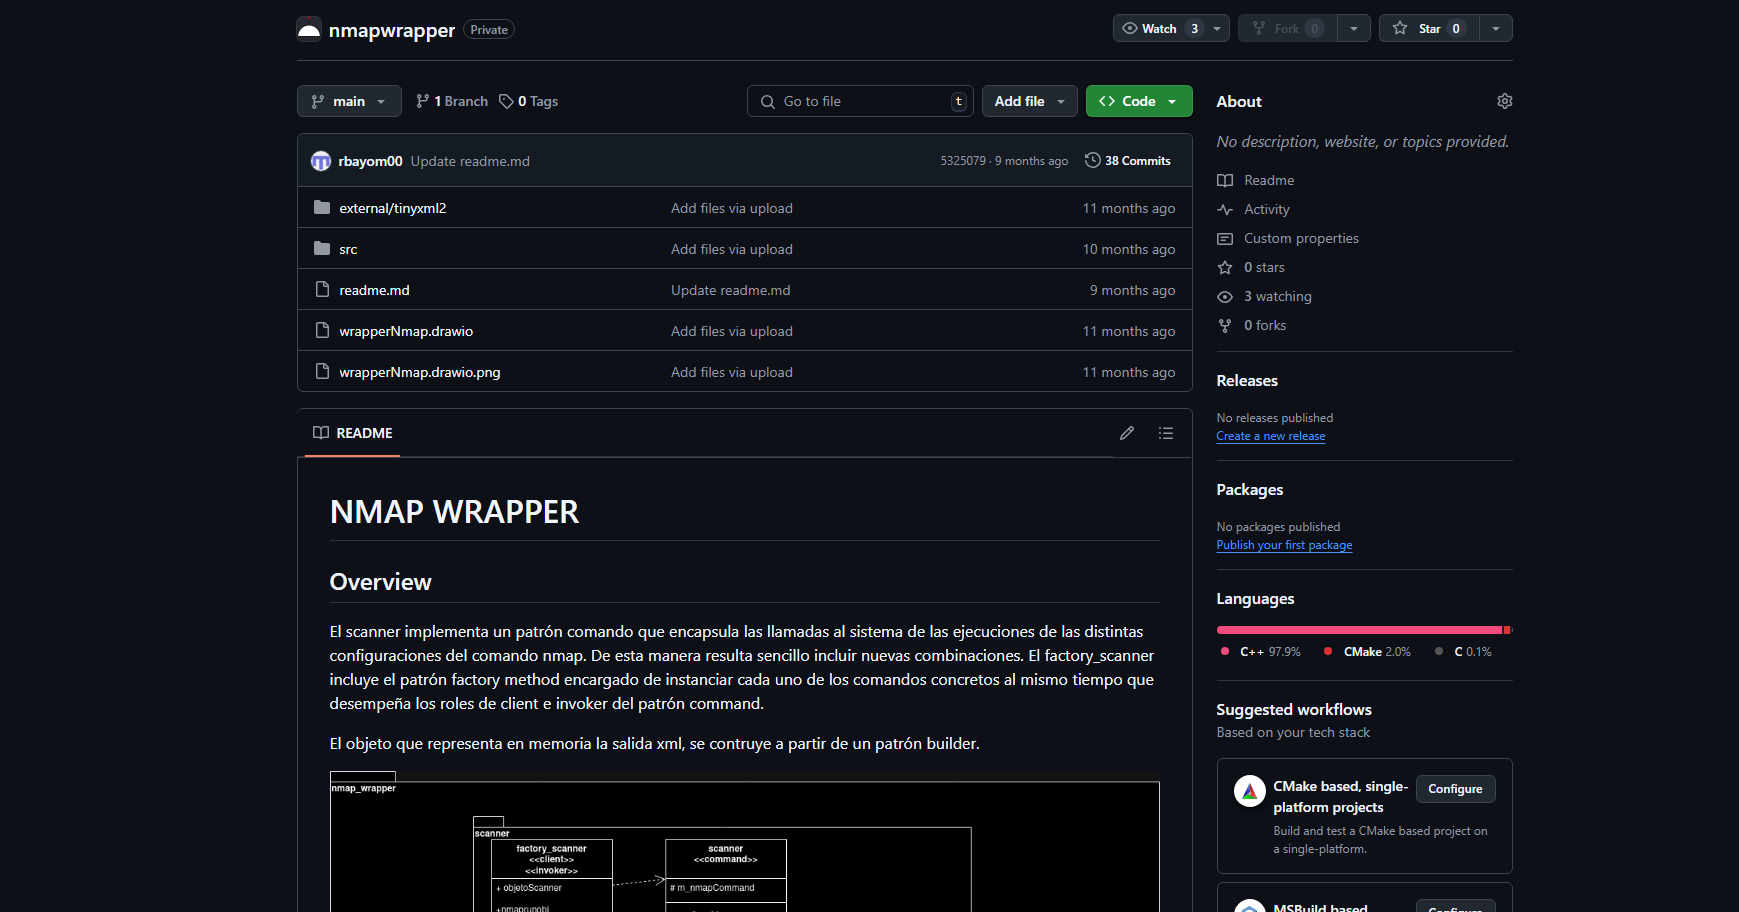 nmapwrapper Private
Watch 3 Fork 0 Star 0
main 1 Branch 0 Tags Go to file t Add file Code
rbayom00 Update readme.md 5325079 · 9 months ago 38 Commits
external/tinyxml2 Add files via upload 11 months ago
src Add files via upload 10 months ago
readme.md Update readme.md 9 months ago
wrapperNmap.drawio Add files via upload 11 months ago
wrapperNmap.drawio.png Add files via upload 11 months ago
README
NMAP WRAPPER
Overview
El scanner implementa un patrón comando que encapsula las llamadas al sistema de las ejecuciones de las distintas
configuraciones del comando nmap. De esta manera resulta sencillo incluir nuevas combinaciones. El factory_scanner
incluye el patrón factory method encargado de instanciar cada uno de los comandos concretos al mismo tiempo que
desempeña los roles de client e invoker del patrón command.
El objeto que representa en memoria la salida xml, se contruye a partir de un patrón builder.
nmap_wrapper
scanner
factory_scanner
<<client>>
<<invoker>>
+ objetoScanner
+nmaprunobj
scanner
<<command>>
# m_nmapCommand
About
No description, website, or topics provided.
Readme
Activity
Custom properties
0 stars
3 watching
0 forks
Releases
No releases published
Create a new release
Packages
No packages published
Publish your first package
Languages
C++ 97.9% CMake 2.0% C 0.1%
Suggested workflows
Based on your tech stack
CMake based, single-
platform projects
Configure
Build and test a CMake based project on
a single-platform.
MSBuild based
Configure